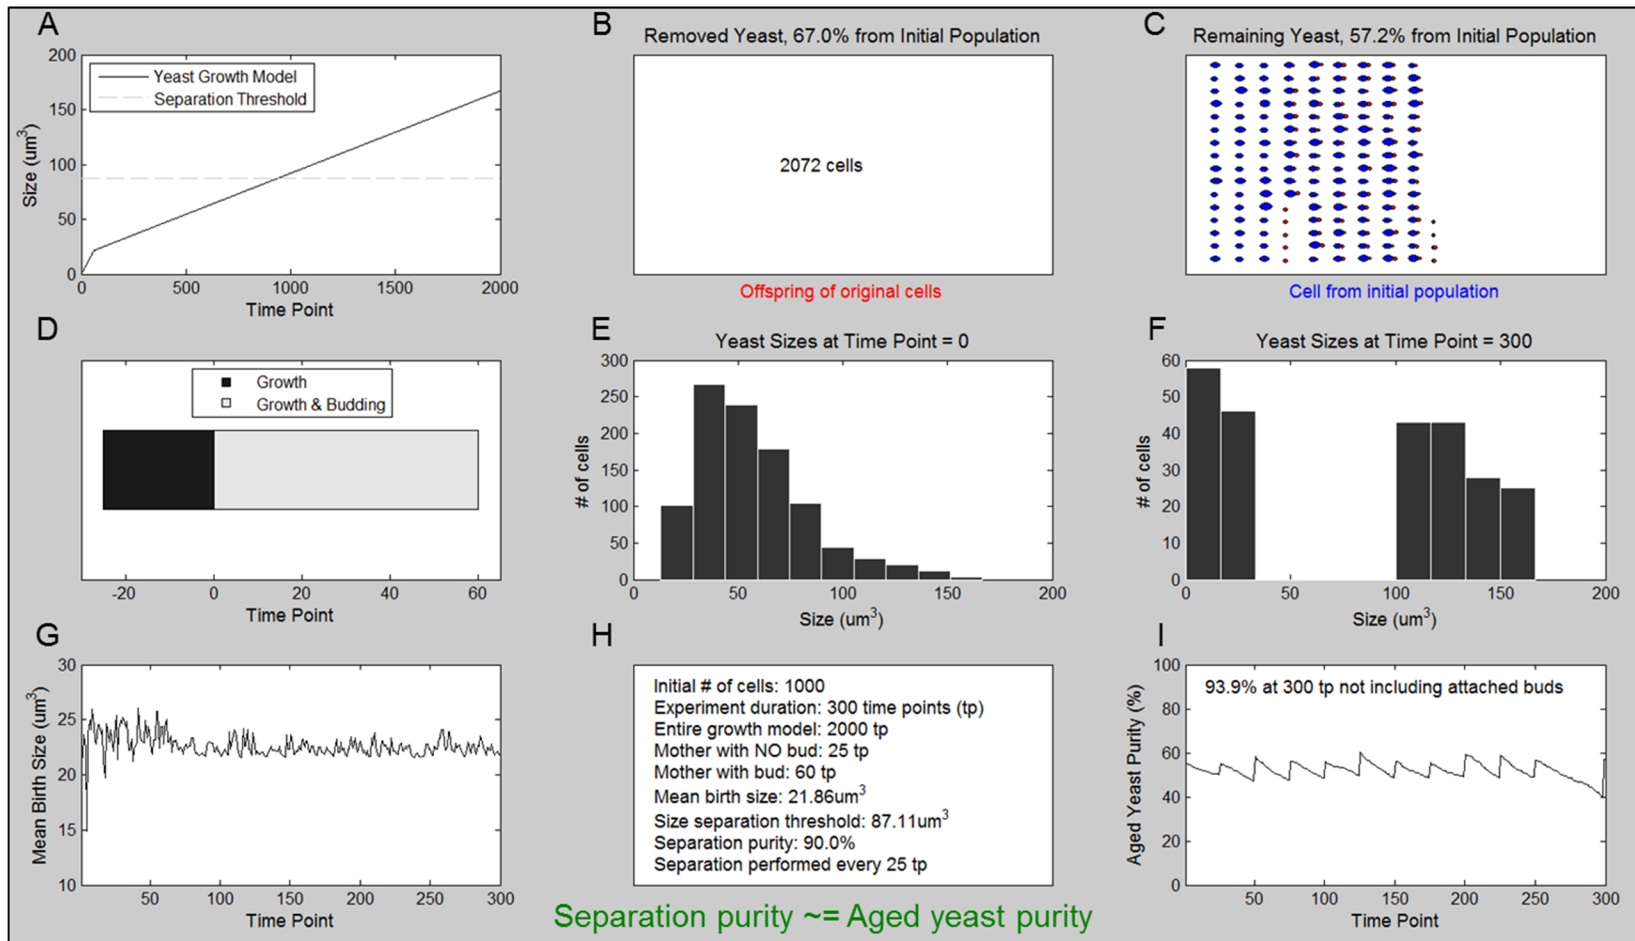 A
200
150
100
50
0
Size (um³)
Yeast Growth Model
Separation Threshold
0 500 1000 1500 2000
Time Point
B
Removed Yeast, 67.0% from Initial Population
2072 cells
Offspring of original cells
C
Remaining Yeast, 57.2% from Initial Population
Cell from initial population
D
Growth
Growth & Budding
-20 0 20 40 60
Time Point
E
Yeast Sizes at Time Point = 0
300
250
200
150
100
50
0
# of cells
0 50 100 150 200
Size (um³)
F
Yeast Sizes at Time Point = 300
60
50
40
30
20
10
0
# of cells
0 50 100 150 200
Size (um³)
G
30
25
20
15
10
Mean Birth Size (um³)
50 100 150 200 250 300
Time Point
H
Initial # of cells: 1000
Experiment duration: 300 time points (tp)
Entire growth model: 2000 tp
Mother with NO bud: 25 tp
Mother with bud: 60 tp
Mean birth size: 21.86um³
Size separation threshold: 87.11um³
Separation purity: 90.0%
Separation performed every 25 tp
I
100
80
60
40
20
0
Aged Yeast Purity (%)
93.9% at 300 tp not including attached buds
0 50 100 150 200 250 300
Time Point
Separation purity ~= Aged yeast purity